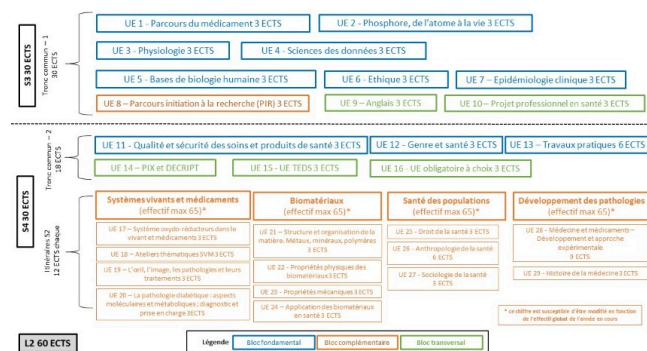 S3 30 ECTS
Tronc commun – 1
30 ECTS
UE 1 - Parcours du médicament 3 ECTS
UE 2 - Phosphore, de l'atome à la vie 3 ECTS
UE 3 - Physiologie 3 ECTS
UE 4 - Sciences des données 3 ECTS
UE 5 - Bases de biologie humaine 3 ECTS
UE 6 - Ethique 3 ECTS
UE 7 – Epidémiologie clinique 3 ECTS
UE 8 – Parcours initiation à la recherche (PIR) 3 ECTS
UE 9 – Anglais 3 ECTS
UE 10 – Projet professionnel en santé 3 ECTS
S4 30 ECTS
Tronc commun – 2
18 ECTS
UE 11 - Qualité et sécurité des soins et produits de santé 3 ECTS
UE 12 - Genre et santé 3 ECTS
UE 13 – Travaux pratiques 6 ECTS
UE 14 – PIX et DECRIPT
UE 15 - UE TEDS 3 ECTS
UE 16 - UE obligatoire à choix 3 ECTS
Itinéraires S2
12 ECTS chaque
Systèmes vivants et médicaments
(effectif max 65)*
UE 17 – Système oxydo-réducteurs dans le
vivant et médicaments 3 ECTS
UE 18 – Ateliers thématiques SVM 3 ECTS
UE 19 – L'œil, l'image, les pathologies et leurs
traitements 3 ECTS
UE 20 – La pathologie diabétique : aspects
moléculaires et métaboliques ; diagnostic et
prise en charge 3 ECTS
Biomatériaux
(effectif max 65)*
UE 21 – Structure et organisation de la
matière. Métaux, minéraux, polymères
3 ECTS
UE 22 – Propriétés physiques des
biomatériaux 3 ECTS
UE 23 – Propriétés mécaniques 3 ECTS
UE 24 – Application des biomatériaux
en santé 3 ECTS
Santé des populations
(effectif max 65)*
UE 25 - Droit de la santé 3 ECTS
UE 26 - Anthropologie de la santé
6 ECTS
UE 27 - Sociologie de la santé
3 ECTS
Développement des pathologies
(effectif max 65)*
UE 28 - Médecine et médicaments –
Développement et approche
expérimentale
9 ECTS
UE 29 - Histoire de la médecine 3 ECTS
* ce chiffre est susceptible d'être modifié en fonction
de l'effectif global de l'année en cours
L2 60 ECTS
Légende
Bloc fondamental
Bloc complémentaire
Bloc transversal